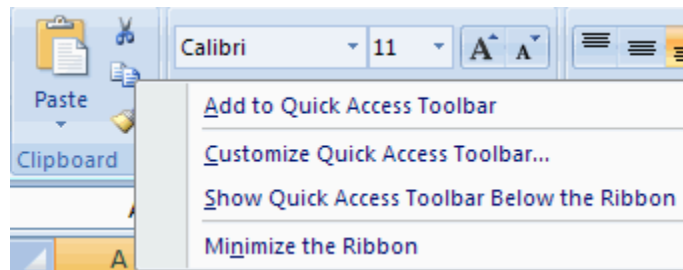 Calibri 11 A A
Paste
Clipboard
Add to Quick Access Toolbar
Customize Quick Access Toolbar...
Show Quick Access Toolbar Below the Ribbon
Minimize the Ribbon
A